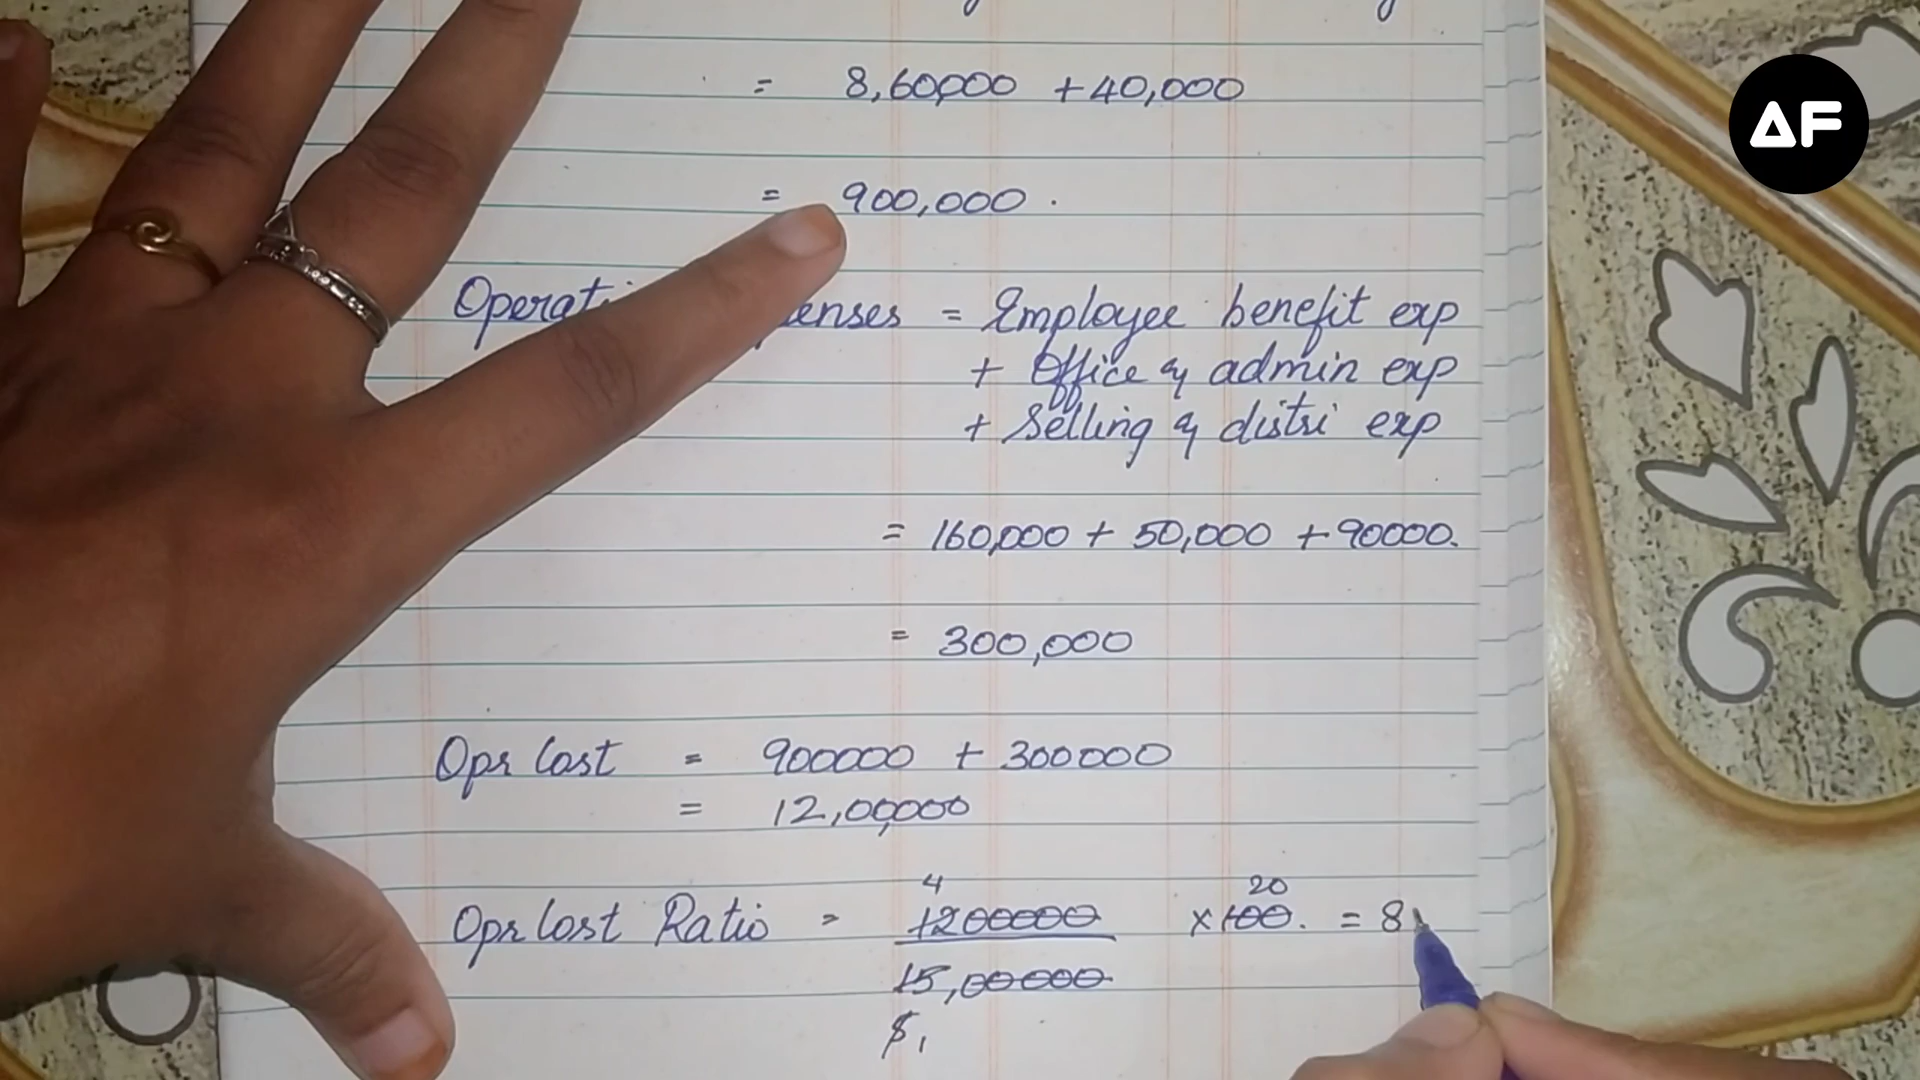 = 8,60,000 + 40,000
AF
= 900,000.
= Employee benefit exp
+ Office & admin exp
+ Selling & distri exp
= 160,000 + 50,000 + 90000.
= 300,000
Opr Cost = 900000 + 300000
= 12,00,000
4 20
Opr Cost Ratio = 1200000 × 100. = 8
15,00000
5 1